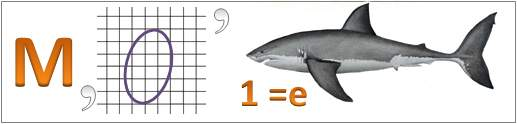 М , О ’
1 =е